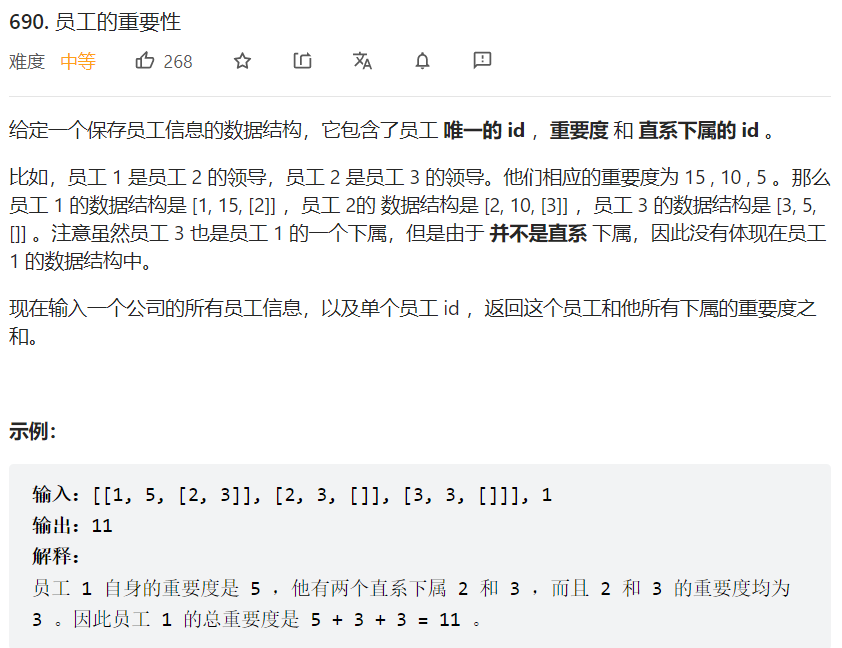 690. 员工的重要性
难度 中等 268
给定一个保存员工信息的数据结构，它包含了员工 唯一的 id ，重要度 和 直系下属的 id 。
比如，员工 1 是员工 2 的领导，员工 2 是员工 3 的领导。他们相应的重要度为 15 , 10 , 5 。那么
员工 1 的数据结构是 [1, 15, [2]] ，员工 2的 数据结构是 [2, 10, [3]] ，员工 3 的数据结构是 [3, 5,
[]] 。注意虽然员工 3 也是员工 1 的一个下属，但是由于 并不是直系 下属，因此没有体现在员工
1 的数据结构中。
现在输入一个公司的所有员工信息，以及单个员工 id ，返回这个员工和他所有下属的重要度之
和。
示例：
输入：[[1, 5, [2, 3]], [2, 3, []], [3, 3, []]], 1
输出：11
解释：
员工 1 自身的重要度是 5 ，他有两个直系下属 2 和 3 ，而且 2 和 3 的重要度均为
3 。因此员工 1 的总重要度是 5 + 3 + 3 = 11 。